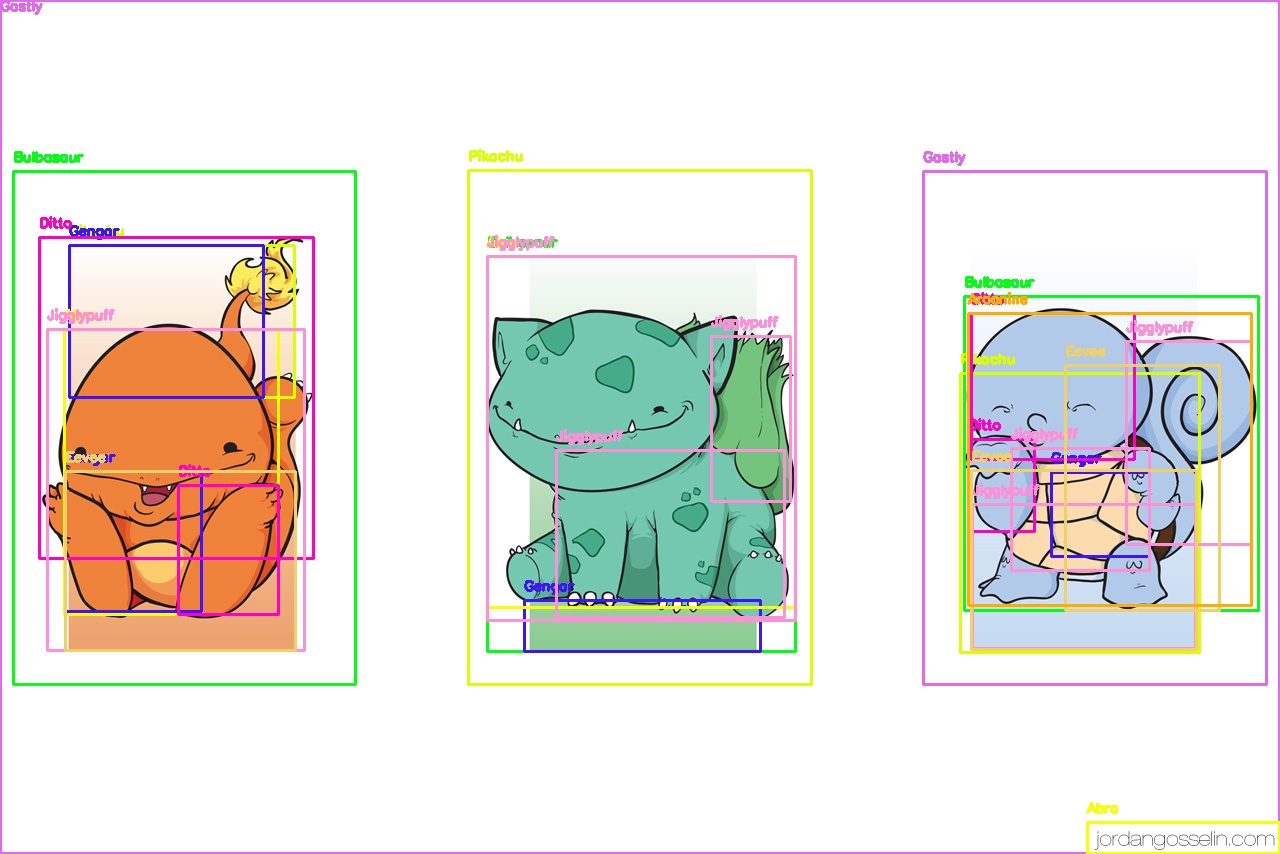 Gastly
Bulbasaur
Pikachu
Gastly
Ditto
Gengar
Jigglypuff
Bulbasaur
Arcanine
Jigglypuff
Jigglypuff
Jigglypuff
Eevee
Pikachu
Ditto
Jigglypuff
Jigglypuff
Eevee
Gengar
Ditto
Jigglypuff
Gengar
Abra
jordangosselin.com